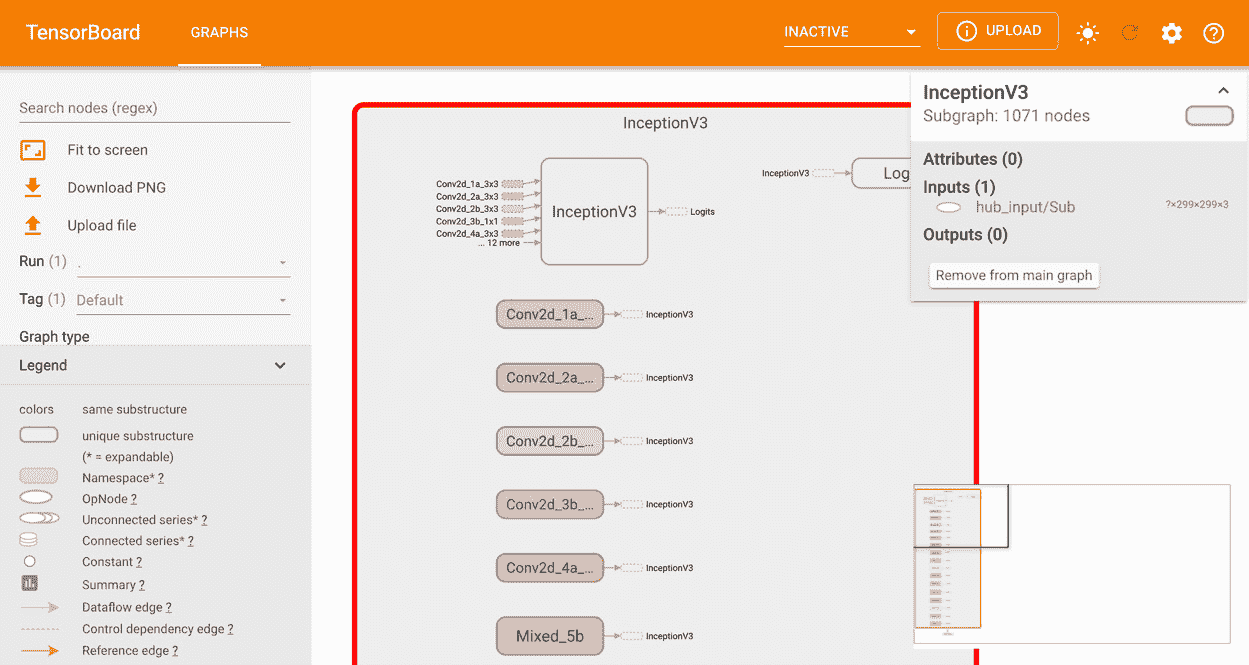 TensorBoard
GRAPHS
INACTIVE
UPLOAD
Search nodes (regex)
Fit to screen
Download PNG
Upload file
Run (1) .
Tag (1) Default
Graph type
Legend
colors same substructure
unique substructure
(* = expandable)
Namespace* ?
OpNode ?
Unconnected series* ?
Connected series* ?
Constant ?
Summary ?
Dataflow edge ?
Control dependency edge ?
Reference edge ?
InceptionV3
Conv2d_1a_3x3
Conv2d_2a_3x3
Conv2d_2b_3x3
Conv2d_3b_1x1
Conv2d_4a_3x3
... 12 more
InceptionV3
Logits
InceptionV3
Log
Conv2d_1a_... InceptionV3
Conv2d_2a_... InceptionV3
Conv2d_2b_... InceptionV3
Conv2d_3b_... InceptionV3
Conv2d_4a_... InceptionV3
Mixed_5b InceptionV3
InceptionV3
Subgraph: 1071 nodes
Attributes (0)
Inputs (1)
hub_input/Sub ?×299×299×3
Outputs (0)
Remove from main graph